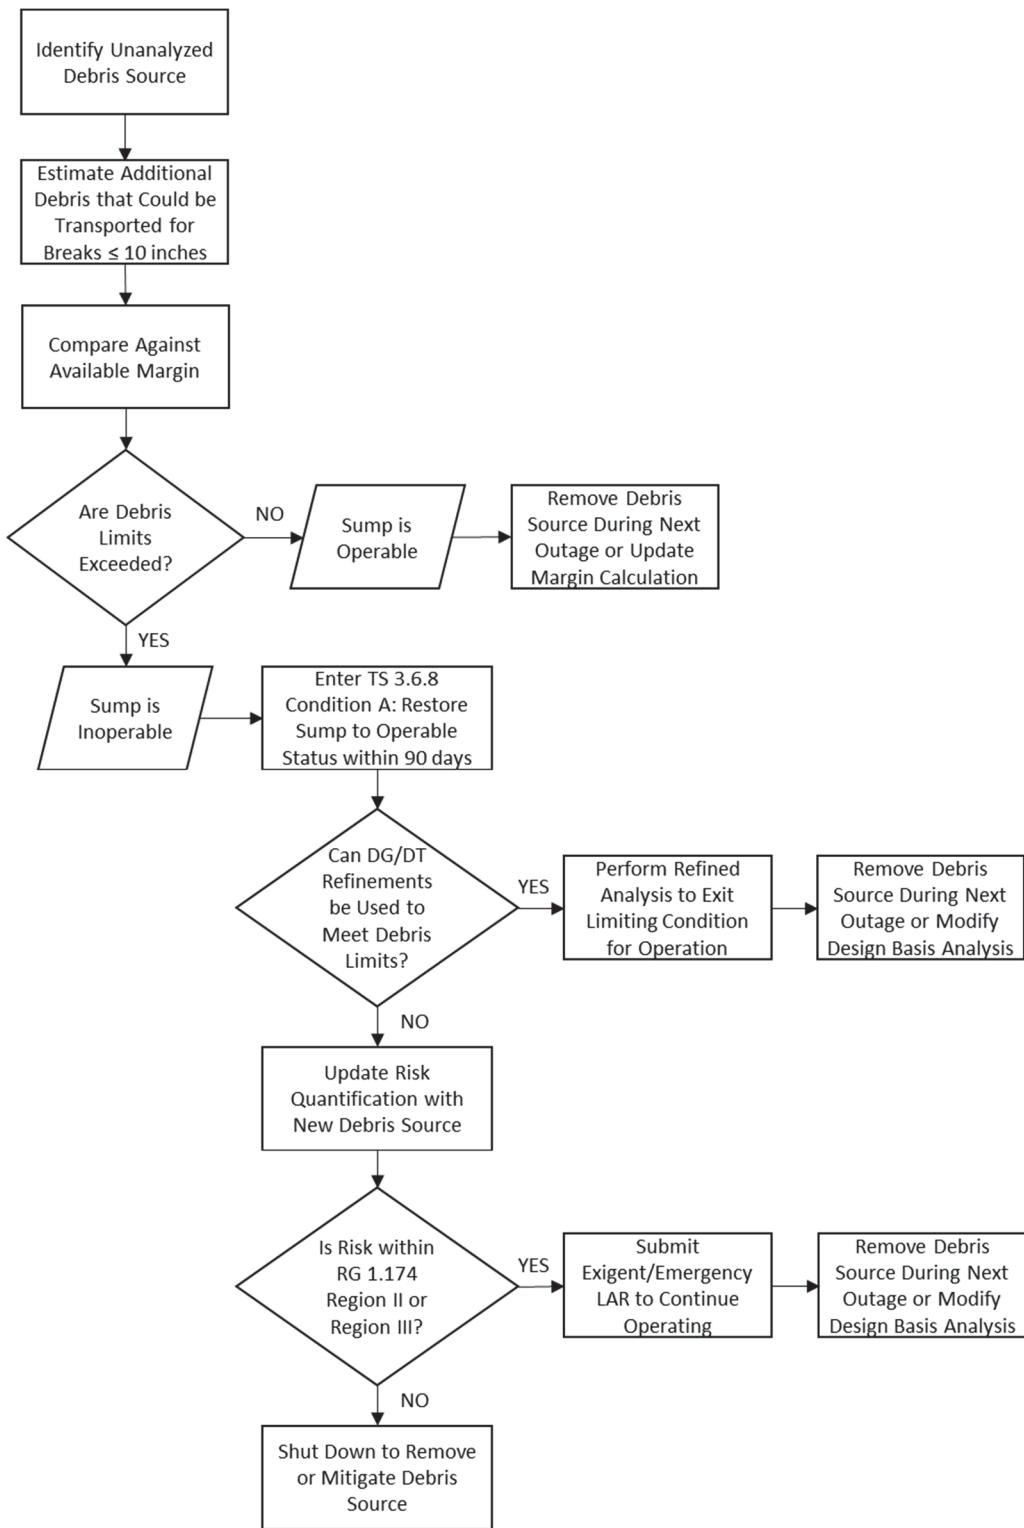 Identify Unanalyzed
Debris Source
Estimate Additional
Debris that Could be
Transported for
Breaks ≤ 10 inches
Compare Against
Available Margin
Are Debris
Limits
Exceeded?
NO
Sump is
Operable
Remove Debris
Source During Next
Outage or Update
Margin Calculation
YES
Sump is
Inoperable
Enter TS 3.6.8
Condition A: Restore
Sump to Operable
Status within 90 days
Can DG/DT
Refinements
be Used to
Meet Debris
Limits?
YES
Perform Refined
Analysis to Exit
Limiting Condition
for Operation
Remove Debris
Source During Next
Outage or Modify
Design Basis Analysis
NO
Update Risk
Quantification with
New Debris Source
Is Risk within
RG 1.174
Region II or
Region III?
YES
Submit
Exigent/Emergency
LAR to Continue
Operating
Remove Debris
Source During Next
Outage or Modify
Design Basis Analysis
NO
Shut Down to Remove
or Mitigate Debris
Source